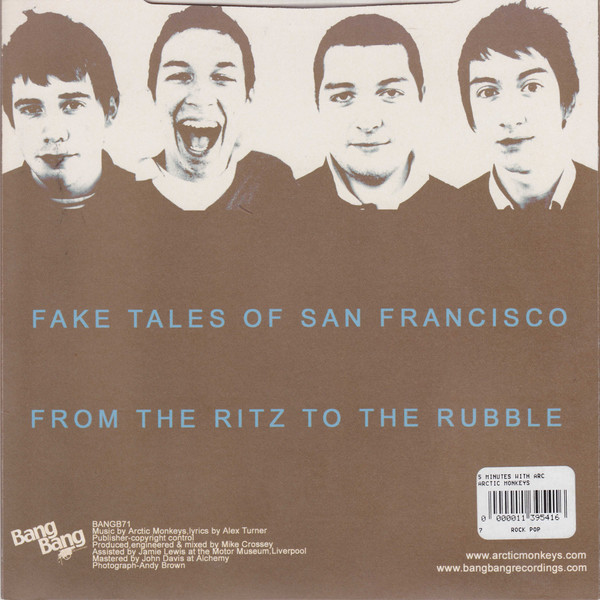 FAKE TALES OF SAN FRANCISCO
FROM THE RITZ TO THE RUBBLE
5 MINUTES WITH ARC
ARCTIC MONKEYS
0 000011 395416
7 ROCK POP
Bang
Bang
BANGB71
Music by Arctic Monkeys,lyrics by Alex Turner
Publisher-copyright control
Produced,engineered & mixed by Mike Crossey
Assisted by Jamie Lewis at the Motor Museum,Liverpool
Mastered by John Davis at Alchemy
Photograph-Andy Brown
www.arcticmonkeys.com
www.bangbangrecordings.com